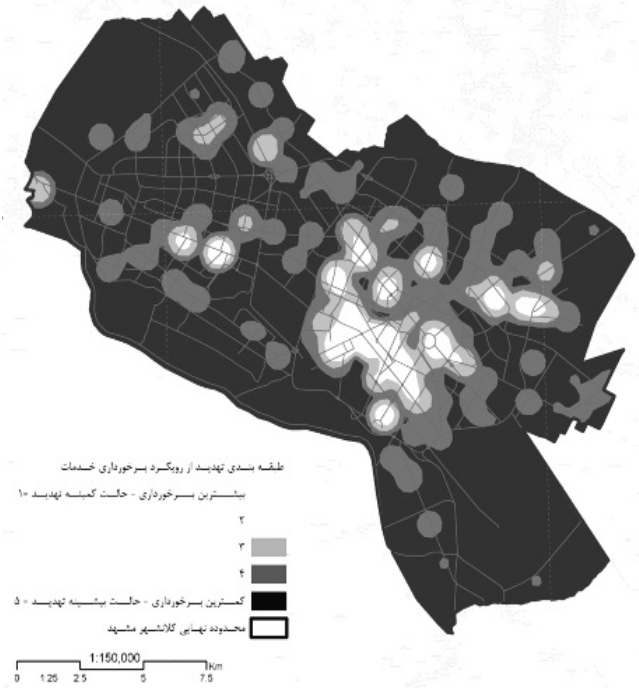 طبقه بندی تهدید از رویکرد برخورداری خدمات
بیشترین برخورداری - حالت کمینه تهدید =۱
۲
۳
۴
کمترین برخورداری - حالت بیشینه تهدید = ۵
محدوده نهایی کلانشهر مشهد
1:150,000
Km
0 1.25 2.5 5 7.5